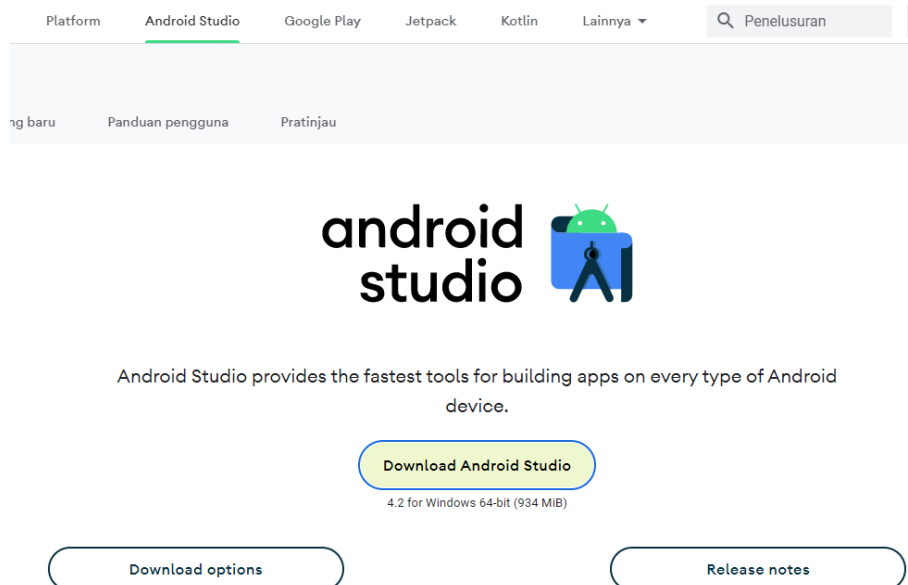 Platform Android Studio Google Play Jetpack Kotlin Lainnya Penelusuran
ng baru Panduan pengguna Pratinjau
android
studio
Android Studio provides the fastest tools for building apps on every type of Android
device.
Download Android Studio
4.2 for Windows 64-bit (934 MiB)
Download options Release notes